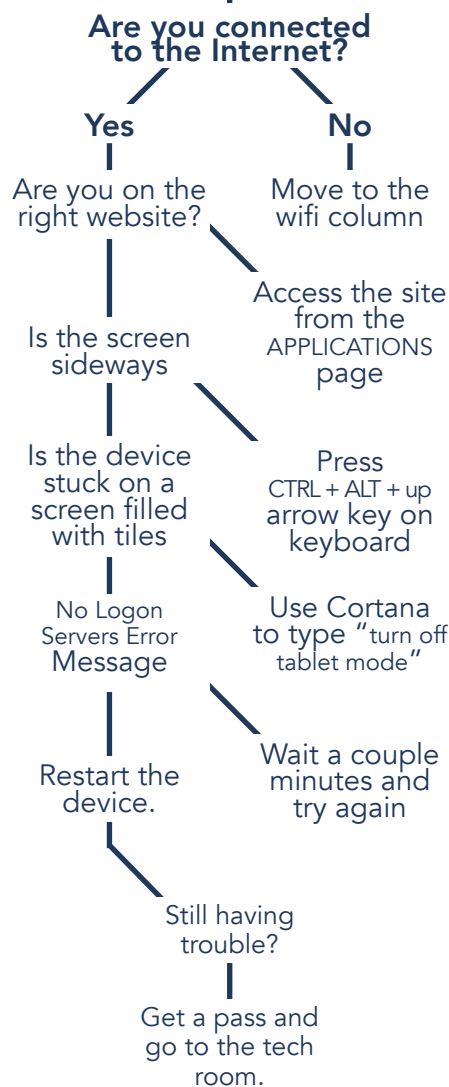 Are you connected
to the Internet?
Yes
No
Are you on the
right website?
Move to the
wifi column
Access the site
from the
APPLICATIONS
page
Is the screen
sideways
Press
CTRL + ALT + up
arrow key on
keyboard
Is the device
stuck on a
screen filled
with tiles
Use Cortana
to type “turn off
tablet mode”
No Logon
Servers Error
Message
Wait a couple
minutes and
try again
Restart the
device.
Still having
trouble?
Get a pass and
go to the tech
room.